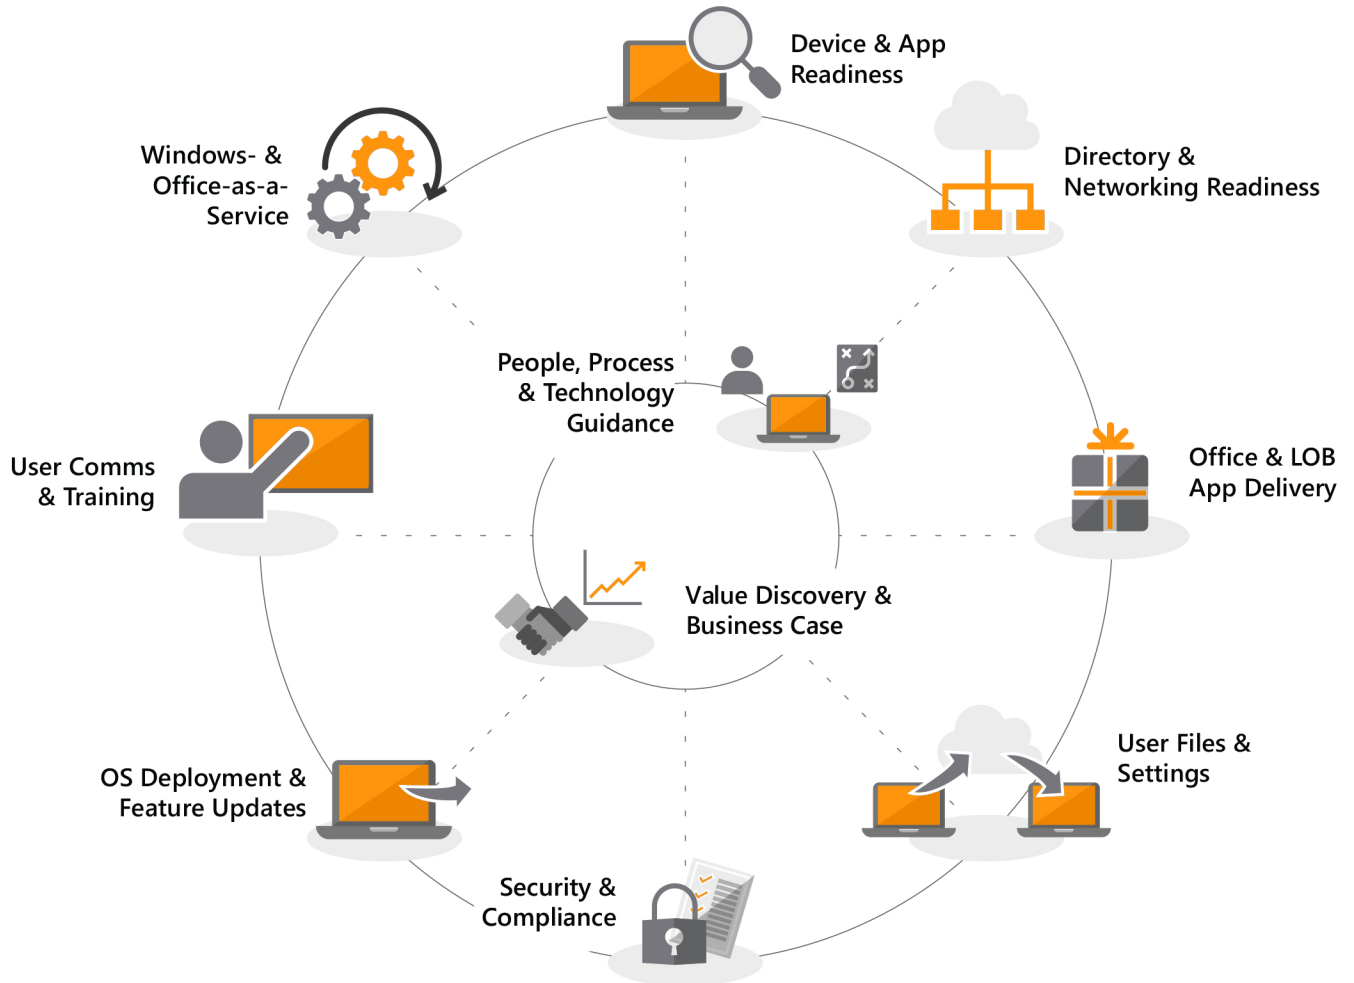 Device & App
Readiness
Directory &
Networking Readiness
Windows- &
Office-as-a-
Service
People, Process
& Technology
Guidance
User Comms
& Training
Office & LOB
App Delivery
Value Discovery &
Business Case
User Files &
Settings
OS Deployment &
Feature Updates
Security &
Compliance